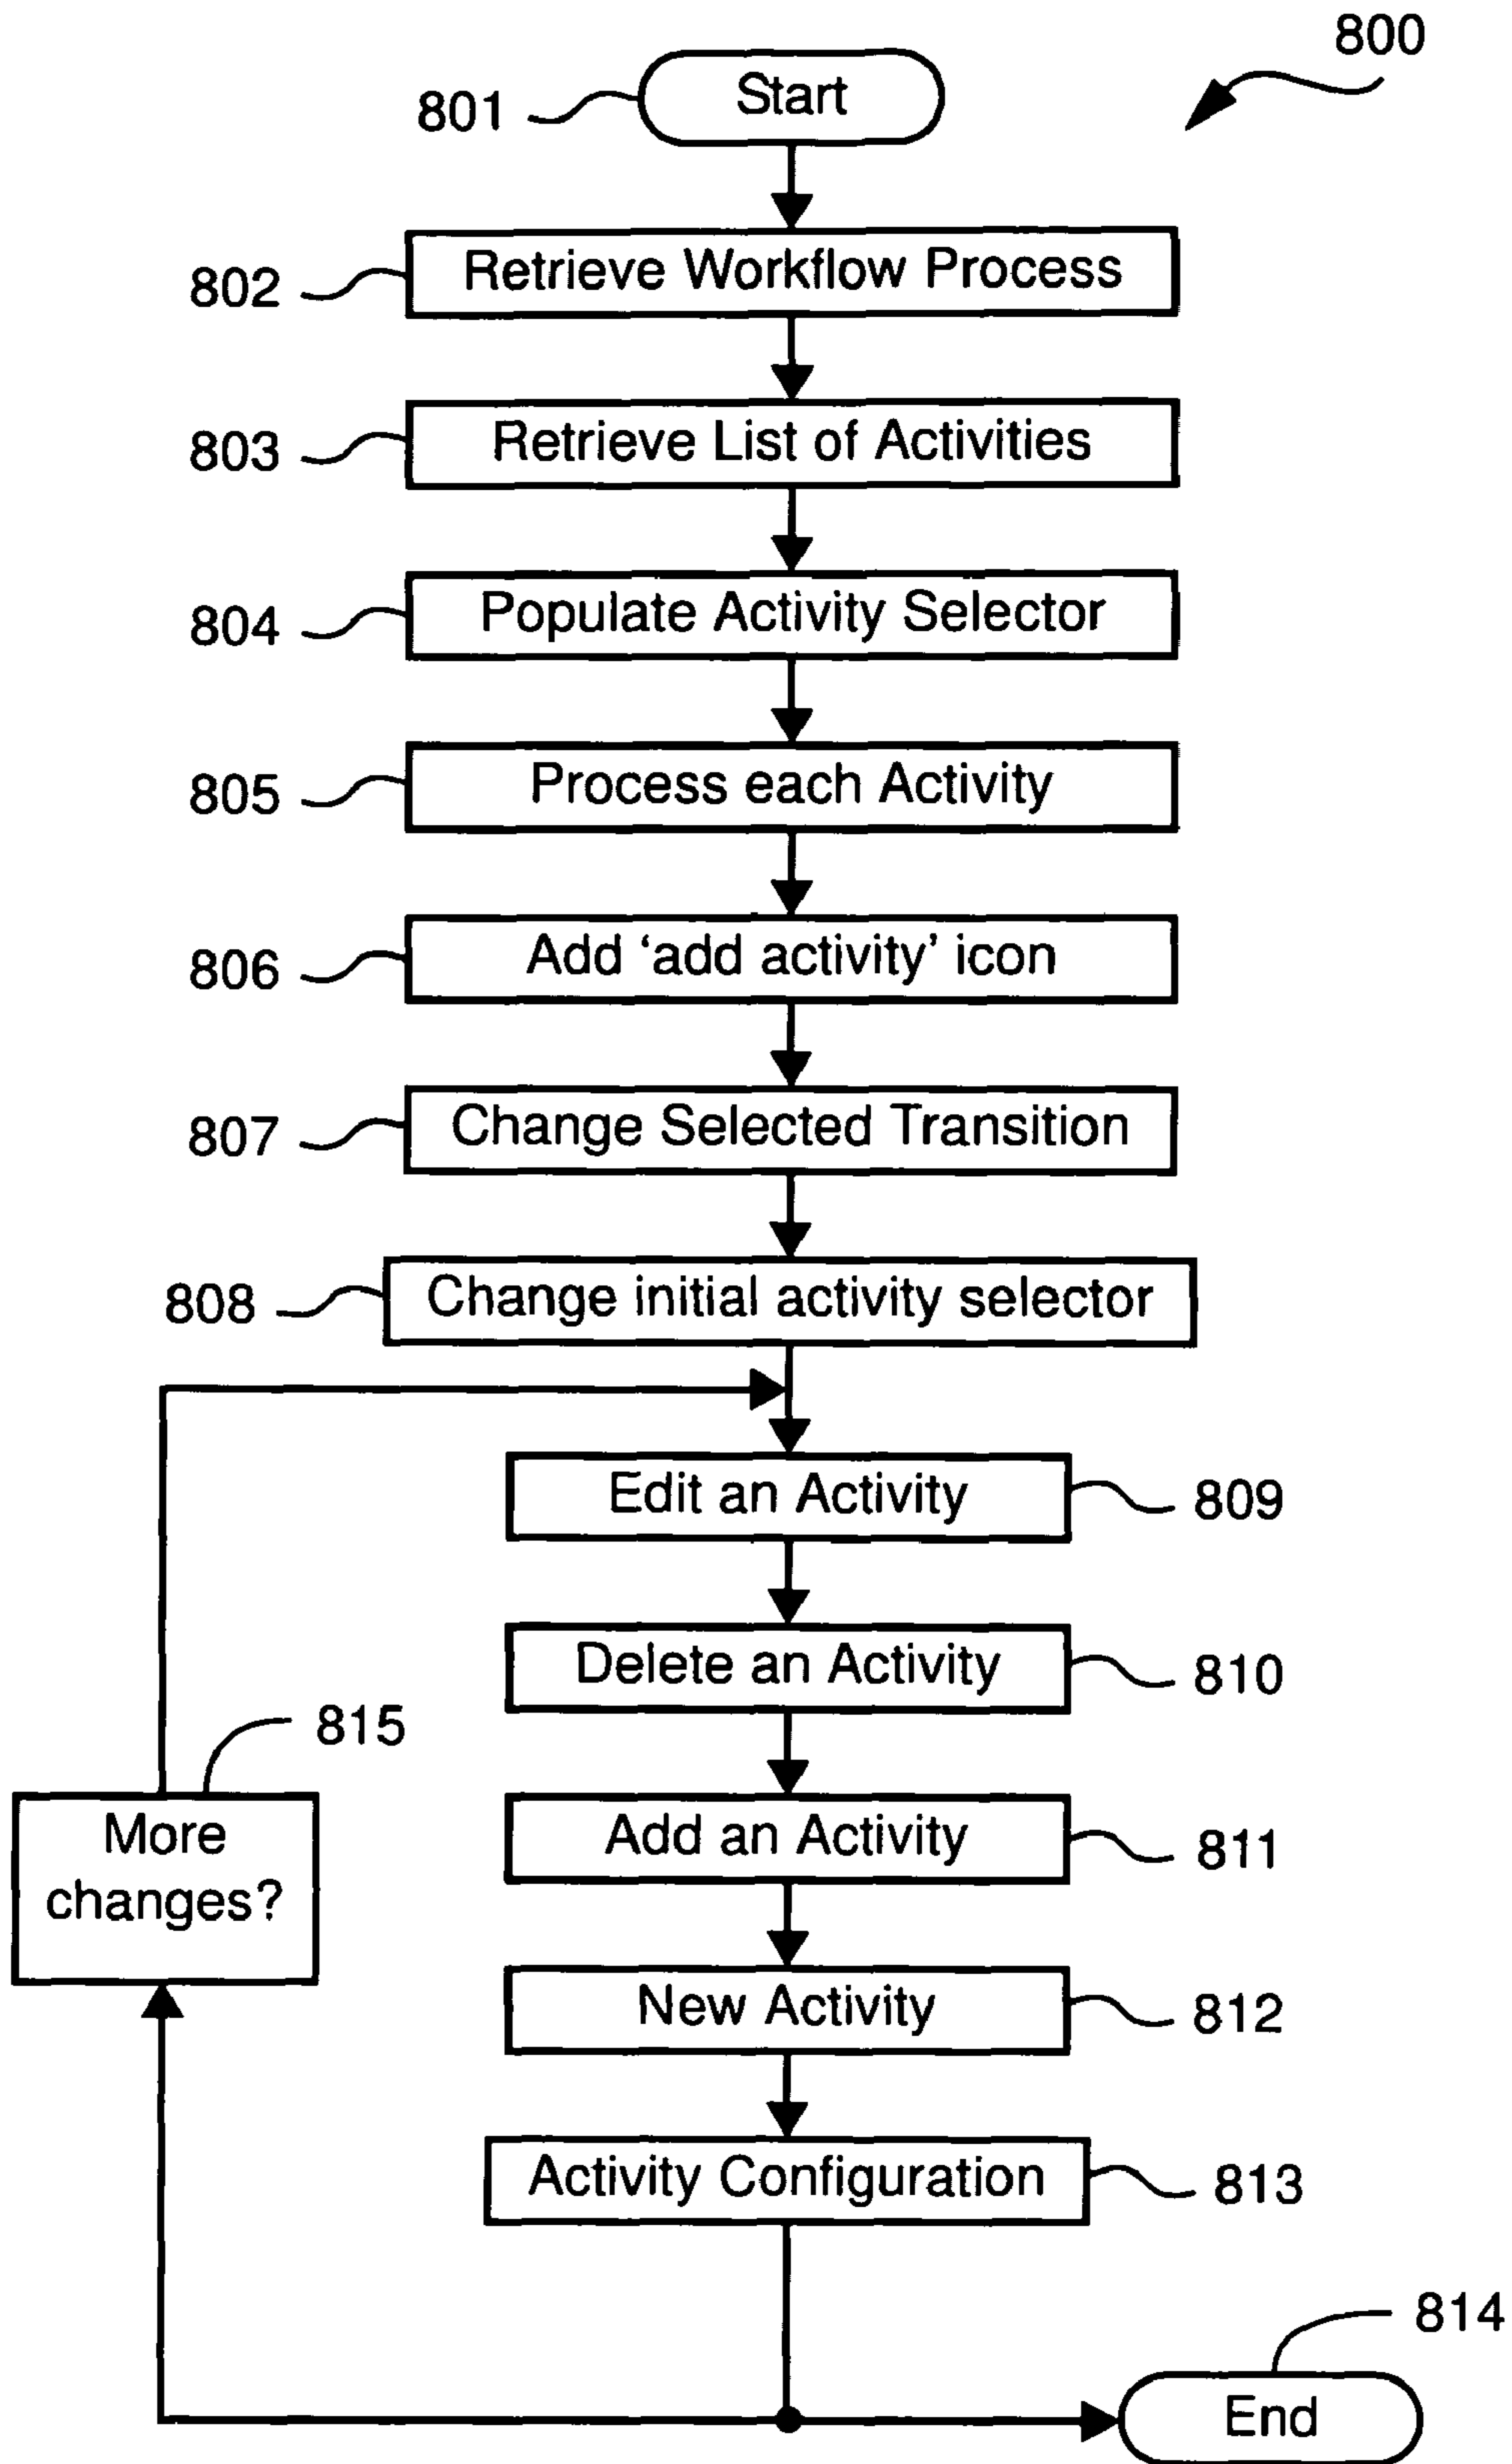 800
801
Start
802
Retrieve Workflow Process
803
Retrieve List of Activities
804
Populate Activity Selector
805
Process each Activity
806
Add ‘add activity’ icon
807
Change Selected Transition
808
Change initial activity selector
Edit an Activity
809
Delete an Activity
810
815
More
changes?
Add an Activity
811
New Activity
812
Activity Configuration
813
814
End